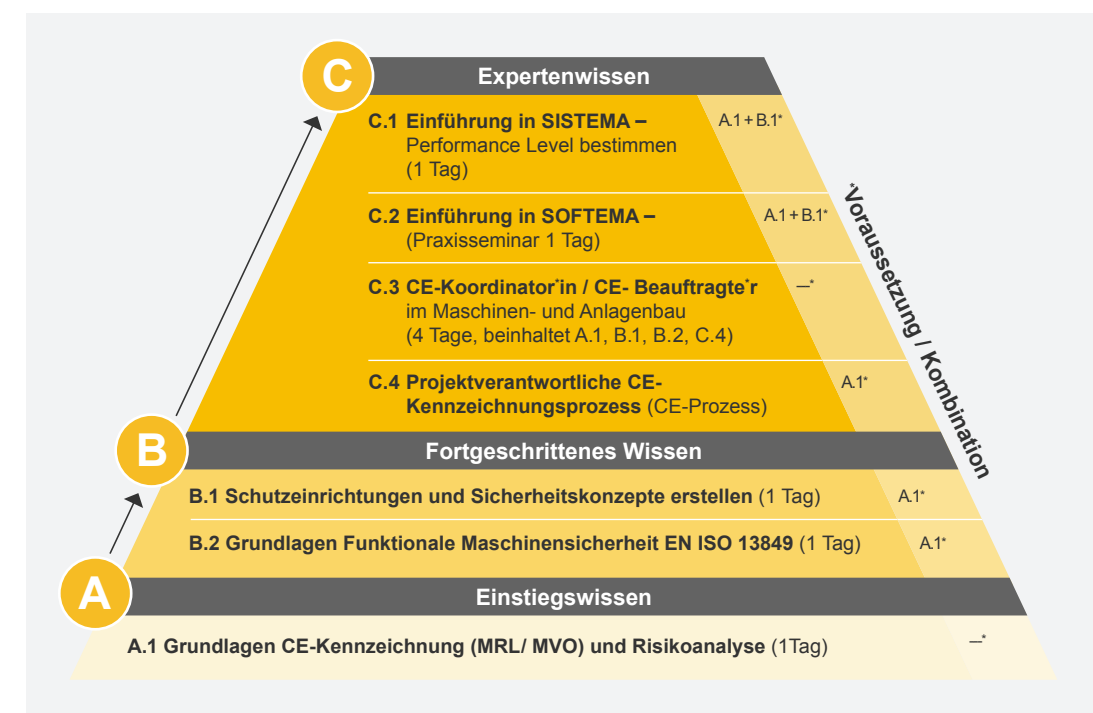 C
Expertenwissen
C.1 Einführung in SISTEMA –
Performance Level bestimmen
(1 Tag)
A.1 + B.1*
C.2 Einführung in SOFTEMA –
(Praxisseminar 1 Tag)
A.1 + B.1*
C.3 CE-Koordinator*in / CE- Beauftragte*r
im Maschinen- und Anlagenbau
(4 Tage, beinhaltet A.1, B.1, B.2, C.4)
—*
C.4 Projektverantwortliche CE-
Kennzeichnungsprozess (CE-Prozess)
A.1*
*Voraussetzung / Kombination
B
Fortgeschrittenes Wissen
B.1 Schutzeinrichtungen und Sicherheitskonzepte erstellen (1 Tag)
A.1*
B.2 Grundlagen Funktionale Maschinensicherheit EN ISO 13849 (1 Tag)
A.1*
A
Einstiegswissen
A.1 Grundlagen CE-Kennzeichnung (MRL/ MVO) und Risikoanalyse (1Tag)
—*